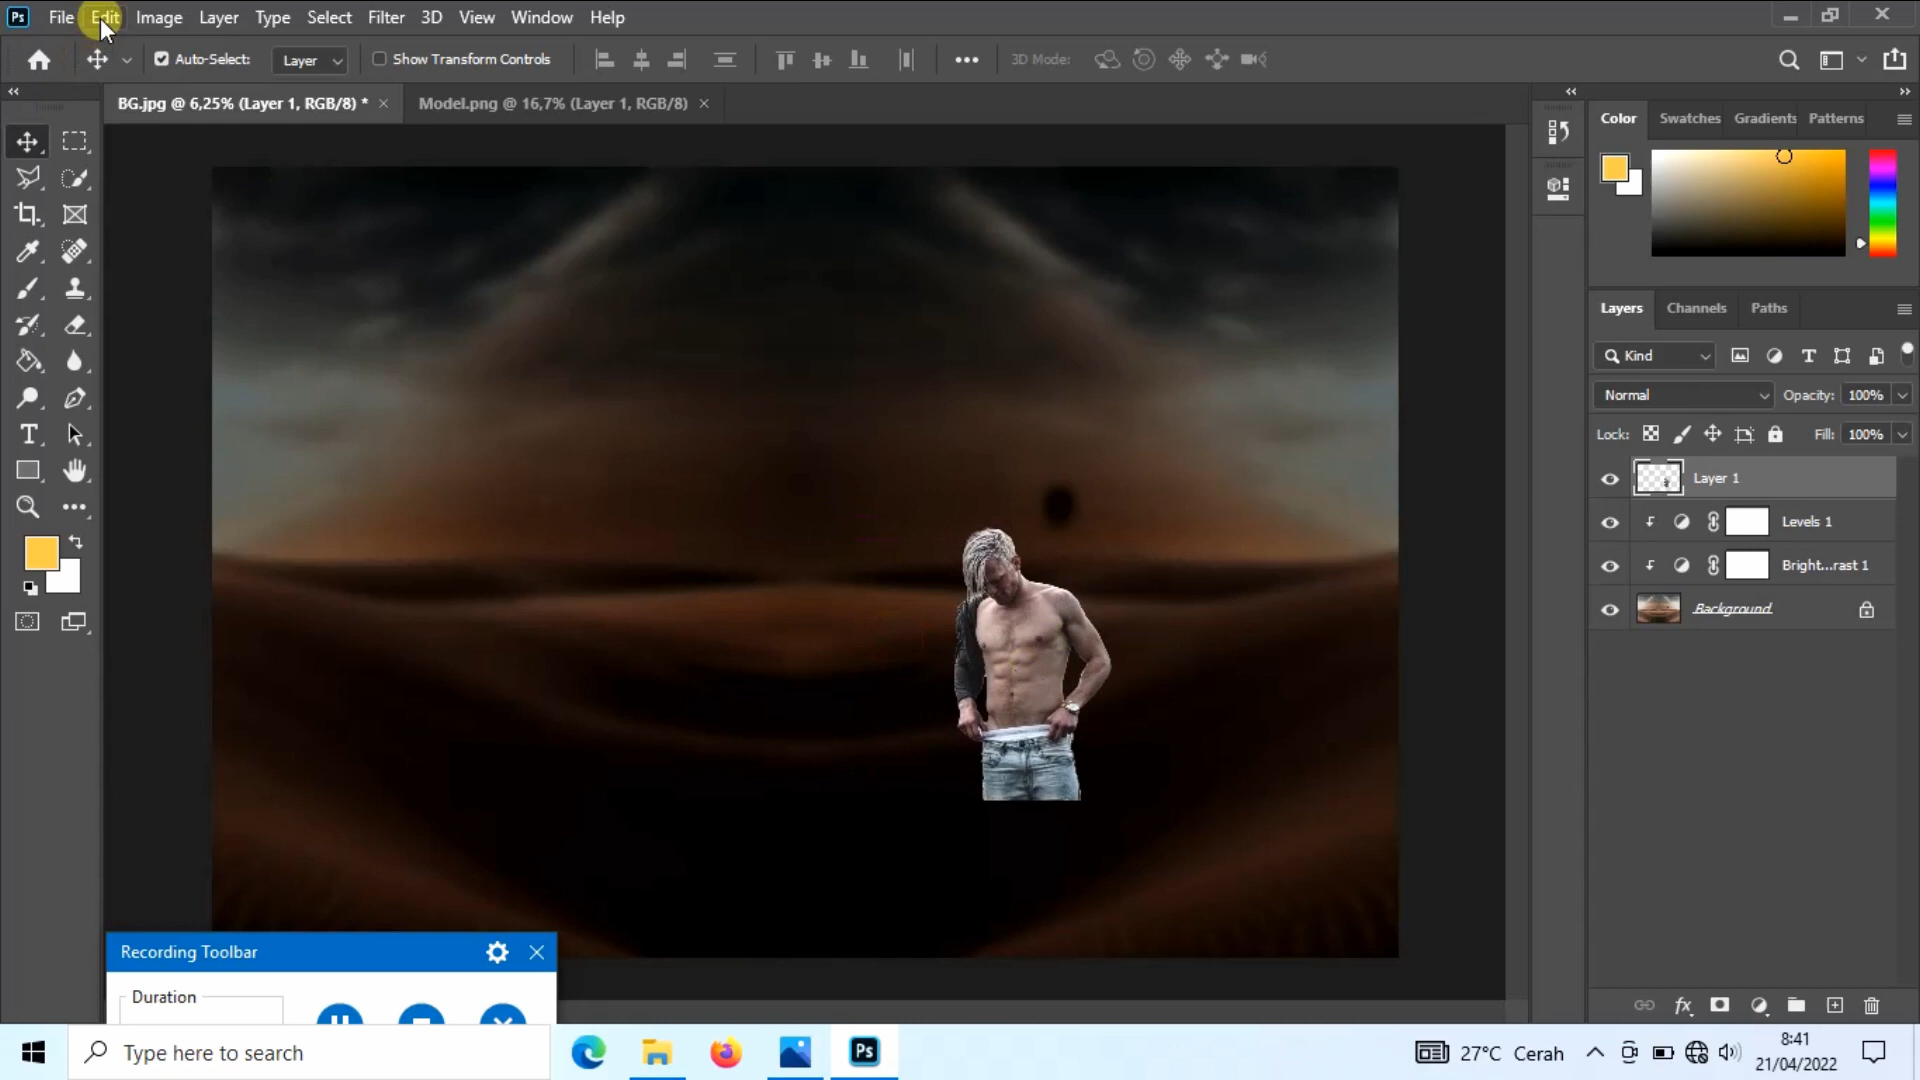 Ps File Edit Image Layer Type Select Filter 3D View Window Help
Auto-Select: Layer Show Transform Controls 3D Mode:
BG.jpg @ 6,25% (Layer 1, RGB/8) * Model.png @ 16,7% (Layer 1, RGB/8)
Color Swatches Gradients Patterns
Layers Channels Paths
Kind
Normal Opacity: 100%
Lock: Fill: 100%
Layer 1
Levels 1
Bright...rast 1
Background
Recording Toolbar
Duration
Type here to search
Ps
27°C Cerah
8:41
21/04/2022